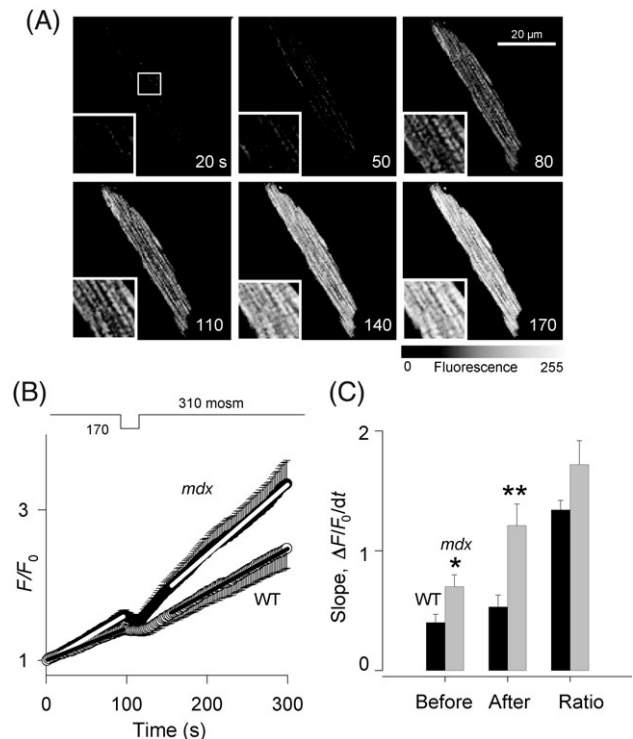 (A)
20 µm
20 s
50
80
110
140
170
0 Fluorescence 255
(B)
310 mosm
170
mdx
WT
3
1
F/F0
0 100 200 300
Time (s)
(C)
2
1
0
Slope, ΔF/F0/dt
**
mdx
*
WT
Before After Ratio